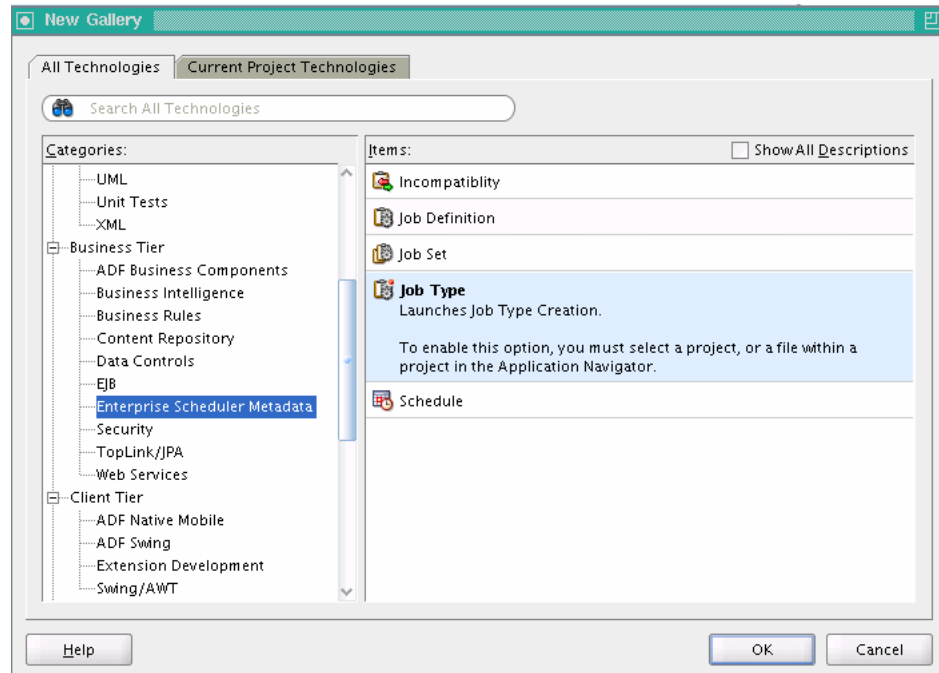 New Gallery
All Technologies
Current Project Technologies
Search All Technologies
Categories:
UML
Unit Tests
XML
Business Tier
ADF Business Components
Business Intelligence
Business Rules
Content Repository
Data Controls
EJB
Enterprise Scheduler Metadata
Security
TopLink/JPA
Web Services
Client Tier
ADF Native Mobile
ADF Swing
Extension Development
Swing/AWT
Items:
Show All Descriptions
Incompatiblity
Job Definition
Job Set
Job Type
Launches Job Type Creation.
To enable this option, you must select a project, or a file within a
project in the Application Navigator.
Schedule
Help
OK
Cancel